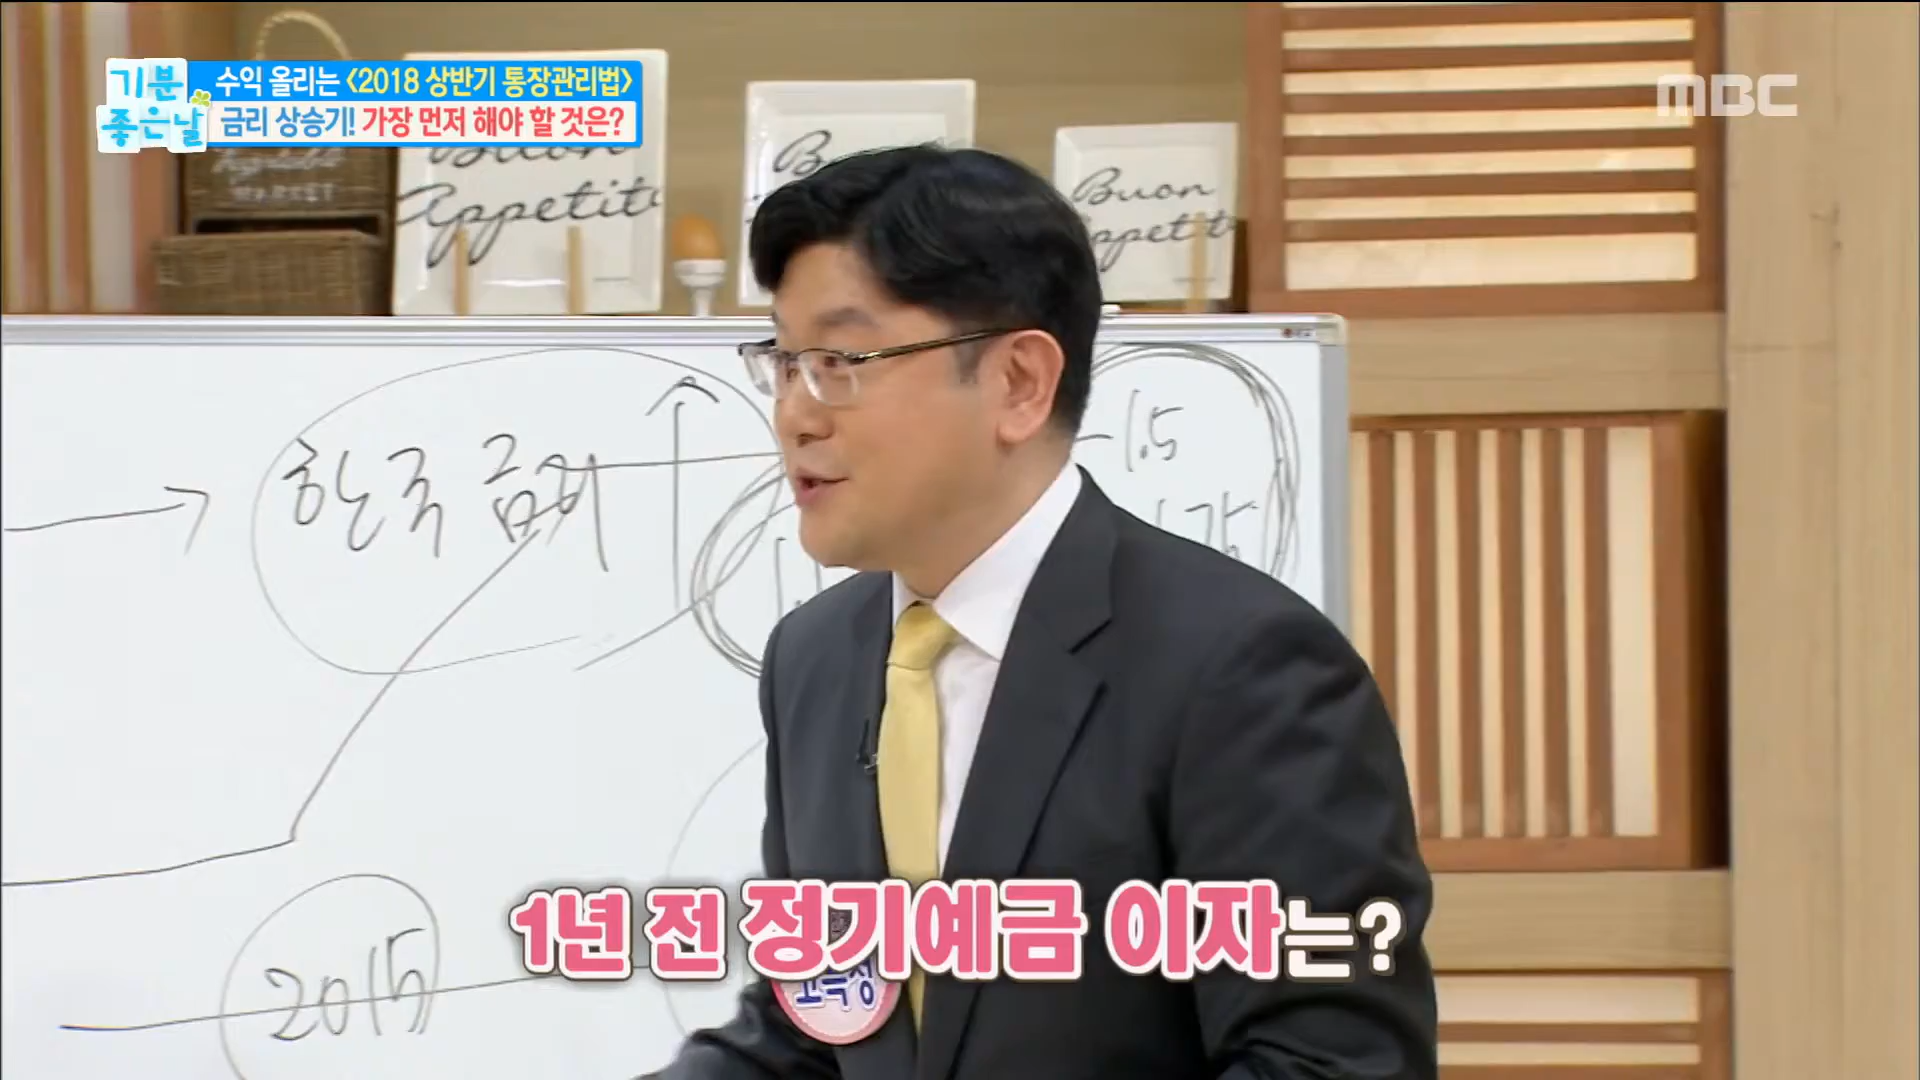 기분
좋은날
수익 올리는 <2018 상반기 통장관리법>
금리 상승기! 가장 먼저 해야 할 것은?
MBC
Buon
Appetito
Buon
한국 금리
1.5
2015
1년 전 정기예금 이자는?